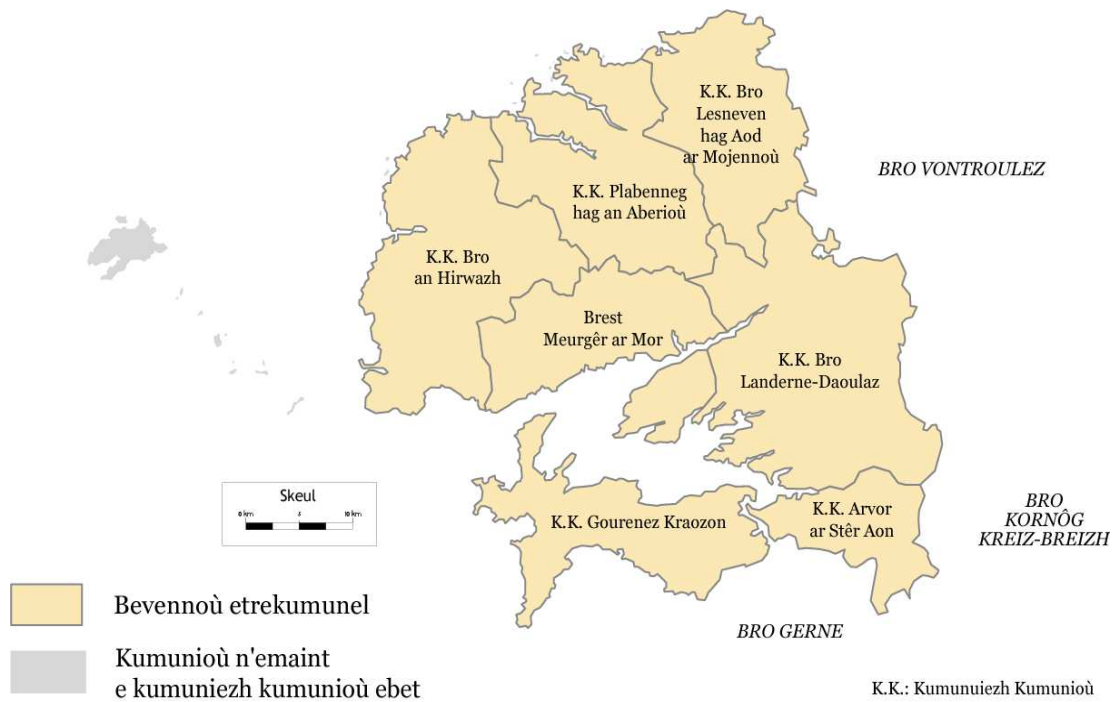 K.K. Bro
Lesneven
hag Aod
ar Mojennoù
BRO VONTROULEZ
K.K. Plabenneg
hag an Aberioù
K.K. Bro
an Hirwazh
Brest
Meurgêr ar Mor
K.K. Bro
Landerne-Daoulaz
Skeul
0 km 5 10 km
K.K. Gourenez Kraozon
K.K. Arvor
ar Stêr Aon
BRO
KORNÔG
KREIZ-BREIZH
BRO GERNE
Bevennoù etrekumunel
Kumunioù n'emaint
e kumuniezh kumunioù ebet
K.K.: Kumunuiezh Kumunioù